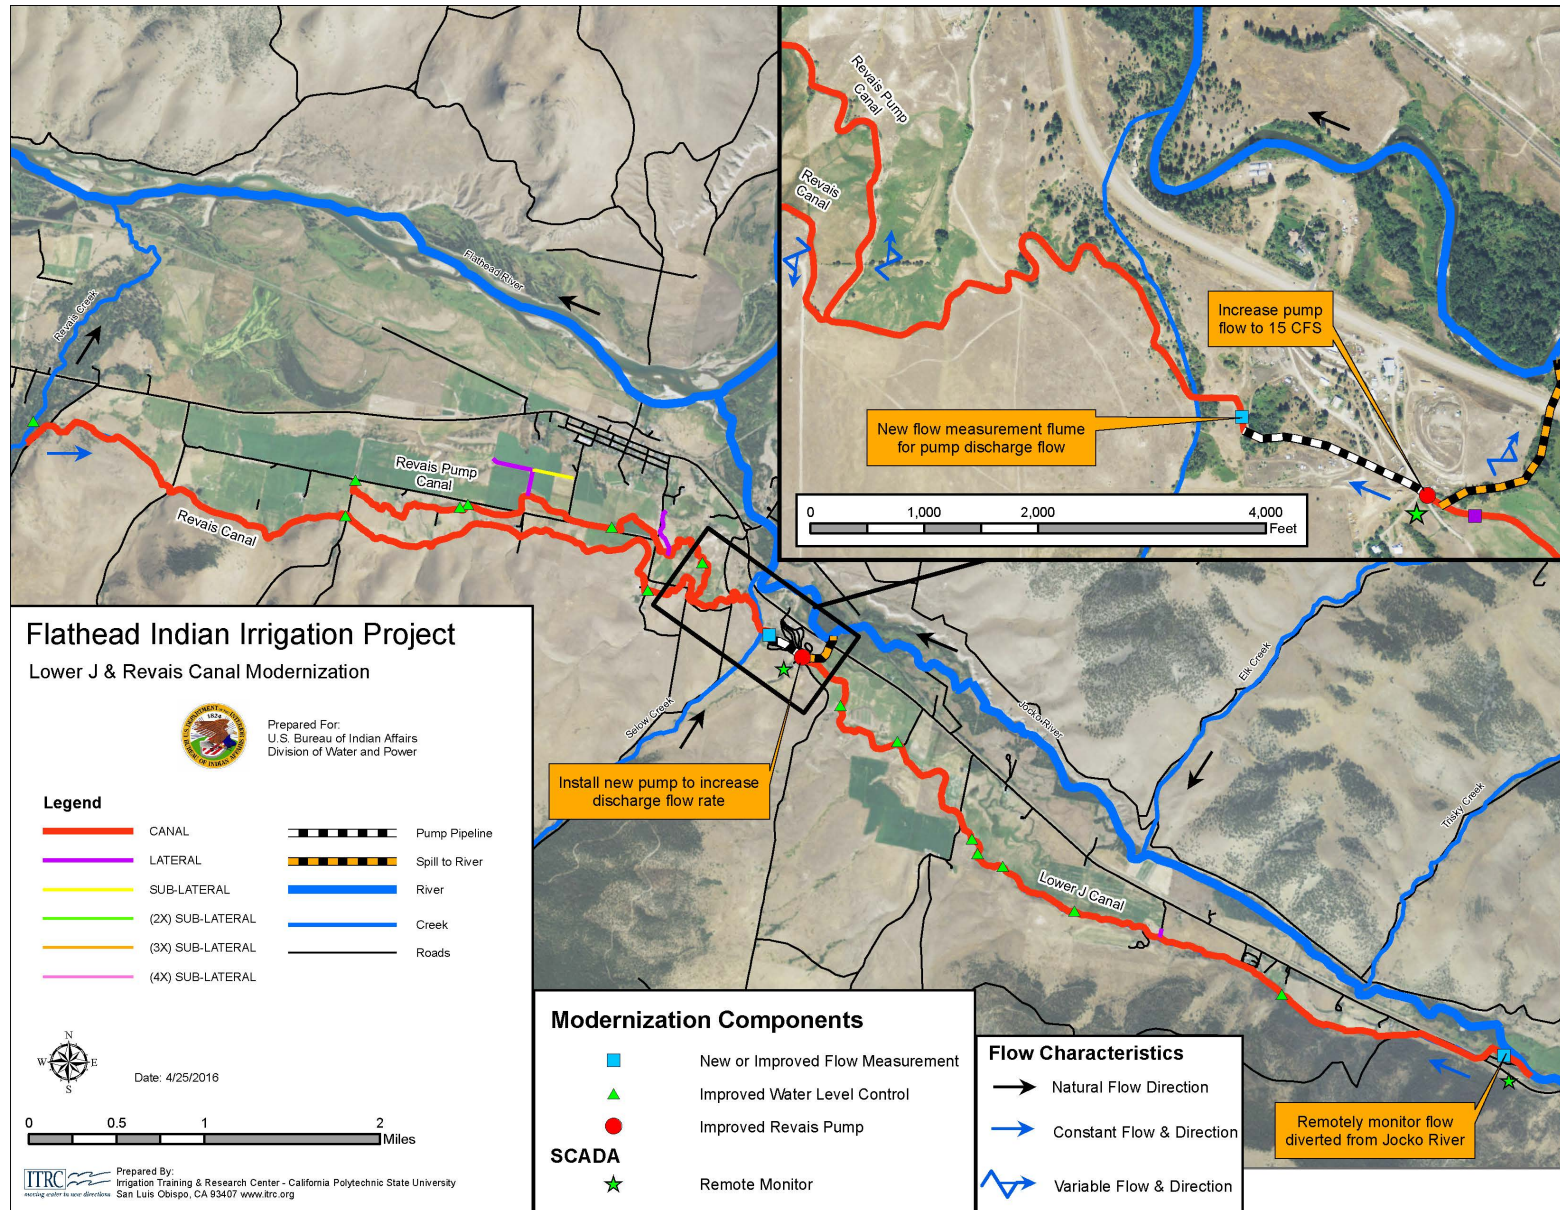 Revais Pump
Canal
Revais
Canal
Increase pump
flow to 15 CFS
New flow measurement flume
for pump discharge flow
0
1,000
2,000
4,000
Feet
Flathead River
Revais Creek
Revais Pump
Canal
Revais Canal
Selow Creek
Jocko River
Elk Creek
Trisky Creek
Lower J Canal
Install new pump to increase
discharge flow rate
Remotely monitor flow
diverted from Jocko River
Flathead Indian Irrigation Project
Lower J & Revais Canal Modernization
Prepared For:
U.S. Bureau of Indian Affairs
Division of Water and Power
Legend
CANAL
LATERAL
SUB-LATERAL
(2X) SUB-LATERAL
(3X) SUB-LATERAL
(4X) SUB-LATERAL
Pump Pipeline
Spill to River
River
Creek
Roads
N
W
E
S
Date: 4/25/2016
0
0.5
1
2
Miles
ITRC
moving water in new directions
Prepared By:
Irrigation Training & Research Center - California Polytechnic State University
San Luis Obispo, CA 93407 www.itrc.org
Modernization Components
New or Improved Flow Measurement
Improved Water Level Control
Improved Revais Pump
SCADA
Remote Monitor
Flow Characteristics
Natural Flow Direction
Constant Flow & Direction
Variable Flow & Direction